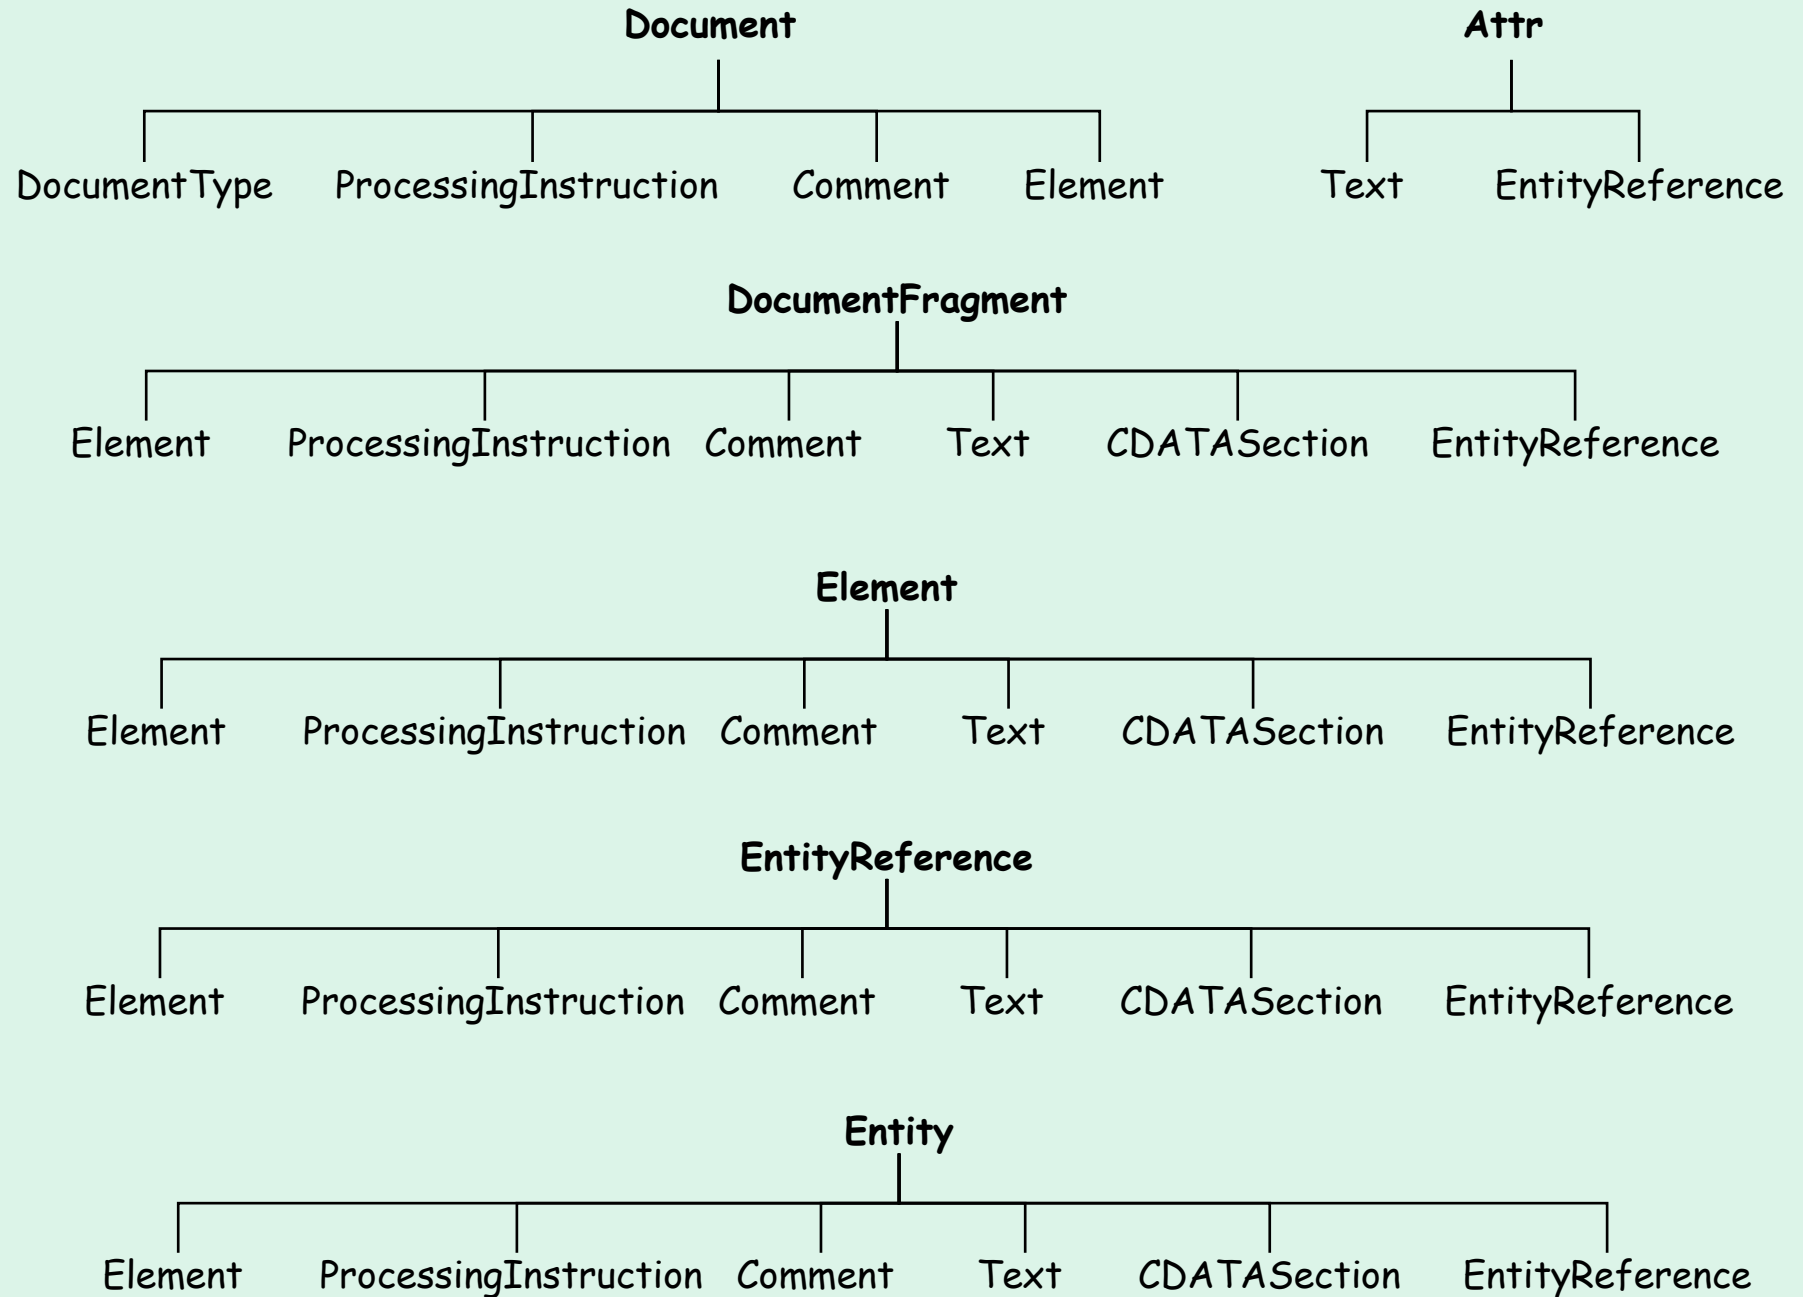 Document Attr
DocumentType ProcessingInstruction Comment Element Text EntityReference
DocumentFragment
Element ProcessingInstruction Comment Text CDATASection EntityReference
Element
Element ProcessingInstruction Comment Text CDATASection EntityReference
EntityReference
Element ProcessingInstruction Comment Text CDATASection EntityReference
Entity
Element ProcessingInstruction Comment Text CDATASection EntityReference